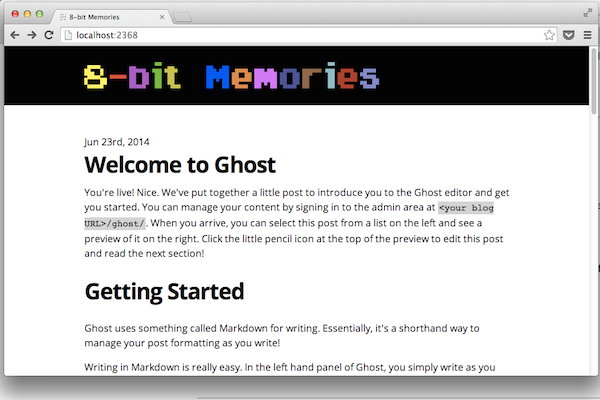 8-bit Memories
localhost:2368
8-bit Memories
Jun 23rd, 2014
Welcome to Ghost
You're live! Nice. We've put together a little post to introduce you to the Ghost editor and get
you started. You can manage your content by signing in to the admin area at <your blog
URL>/ghost/. When you arrive, you can select this post from a list on the left and see a
preview of it on the right. Click the little pencil icon at the top of the preview to edit this post
and read the next section!
Getting Started
Ghost uses something called Markdown for writing. Essentially, it's a shorthand way to
manage your post formatting as you write!
Writing in Markdown is really easy. In the left hand panel of Ghost, you simply write as you